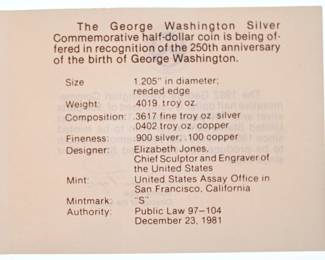 The George Washington Silver
Commemorative half-dollar coin is being of-
fered in recognition of the 250th anniversary
of the birth of George Washington.
Size 1.205" in diameter;
reeded edge
Weight: .4019 troy oz.
Composition: .3617 fine troy oz. silver
.0402 troy oz. copper
Fineness: .900 silver, .100 copper
Designer: Elizabeth Jones,
Chief Sculptor and Engraver of
the United States
Mint: United States Assay Office in
San Francisco, California
Mintmark: "S"
Authority: Public Law 97-104
December 23, 1981